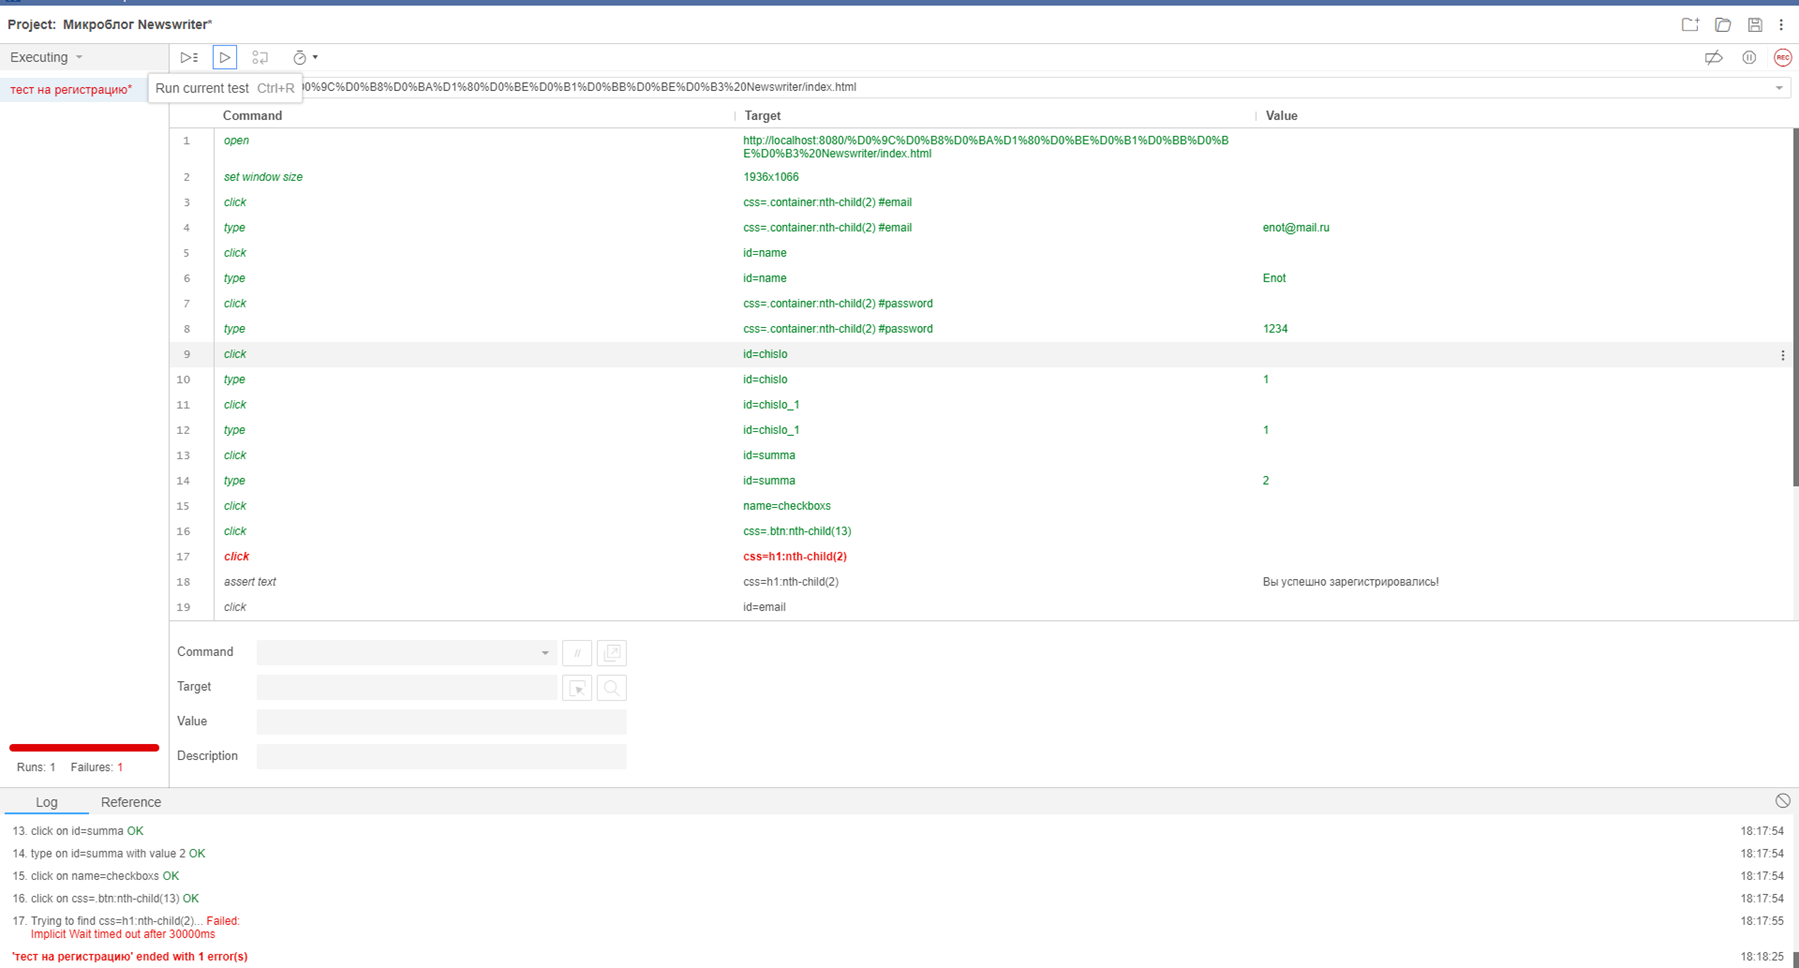 Project: Микроблог Newswriter*
Executing
тест на регистрацию*
Run current test Ctrl+R
0%9C%D0%B8%D0%BA%D1%80%D0%BE%D0%B1%D0%BB%D0%BE%D0%B3%20Newswriter/index.html
REC
Command Target Value
1 open http://localhost:8080/%D0%9C%D0%B8%D0%BA%D1%80%D0%BE%D0%B1%D0%BB%D0%B
E%D0%B3%20Newswriter/index.html
2 set window size 1936x1066
3 click css=.container:nth-child(2) #email
4 type css=.container:nth-child(2) #email enot@mail.ru
5 click id=name
6 type id=name Enot
7 click css=.container:nth-child(2) #password
8 type css=.container:nth-child(2) #password 1234
9 click id=chislo
10 type id=chislo 1
11 click id=chislo_1
12 type id=chislo_1 1
13 click id=summa
14 type id=summa 2
15 click name=checkboxs
16 click css=.btn:nth-child(13)
17 click css=h1:nth-child(2)
18 assert text css=h1:nth-child(2) Вы успешно зарегистрировались!
19 click id=email
Command //
Target
Value
Description
Runs: 1 Failures: 1
Log Reference
13. click on id=summa OK 18:17:54
14. type on id=summa with value 2 OK 18:17:54
15. click on name=checkboxs OK 18:17:54
16. click on css=.btn:nth-child(13) OK 18:17:54
17. Trying to find css=h1:nth-child(2)... Failed: 18:17:55
Implicit Wait timed out after 30000ms
'тест на регистрацию' ended with 1 error(s) 18:18:25